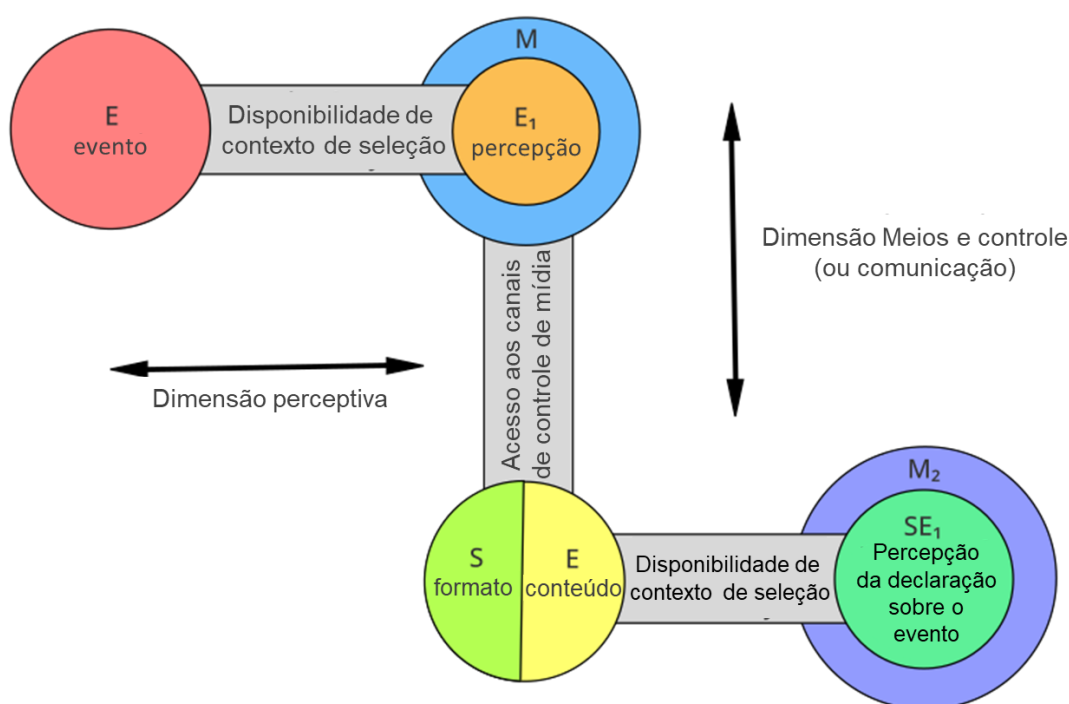 E
evento
Disponibilidade de
contexto de seleção
M
E₁
percepção
Dimensão Meios e controle
(ou comunicação)
Acesso aos canais
de controle de mídia
Dimensão perceptiva
S
formato
E
conteúdo
Disponibilidade de
contexto de seleção
M₂
SE₁
Percepção
da declaração
sobre o
evento